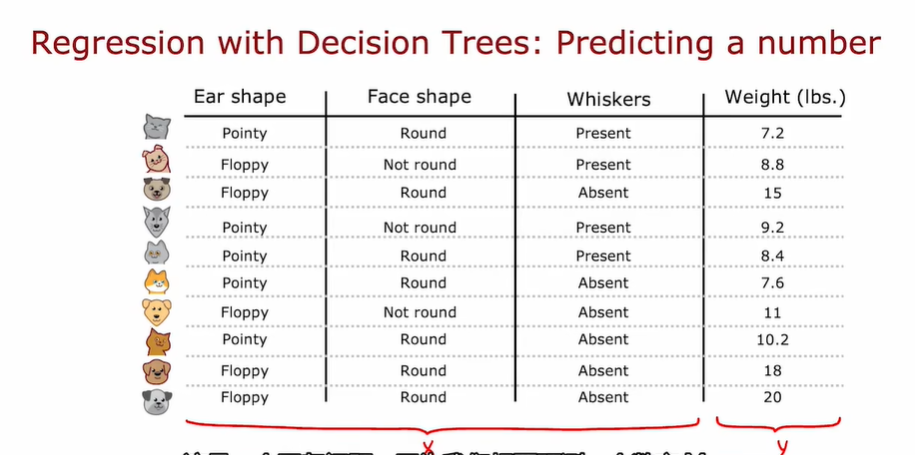 Regression with Decision Trees: Predicting a number
Ear shape Face shape Whiskers Weight (lbs.)
Pointy Round Present 7.2
Floppy Not round Present 8.8
Floppy Round Absent 15
Pointy Not round Present 9.2
Pointy Round Present 8.4
Pointy Round Absent 7.6
Floppy Not round Absent 11
Pointy Round Absent 10.2
Floppy Round Absent 18
Floppy Round Absent 20
X y